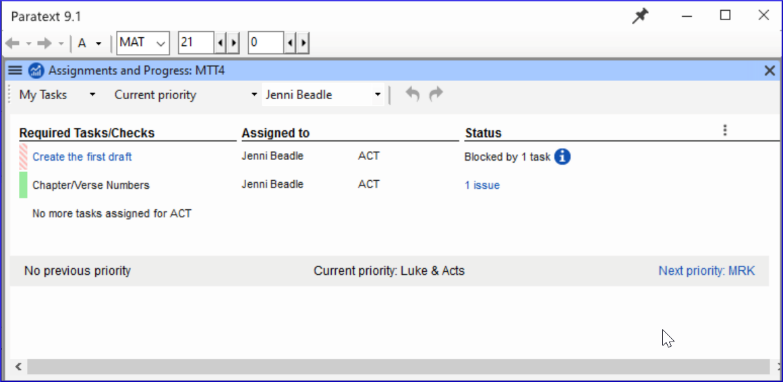 Paratext 9.1
A MAT 21 0
Assignments and Progress: MTT4
My Tasks Current priority Jenni Beadle
Required Tasks/Checks Assigned to Status
Create the first draft Jenni Beadle ACT Blocked by 1 task
Chapter/Verse Numbers Jenni Beadle ACT 1 issue
No more tasks assigned for ACT
No previous priority Current priority: Luke & Acts Next priority: MRK